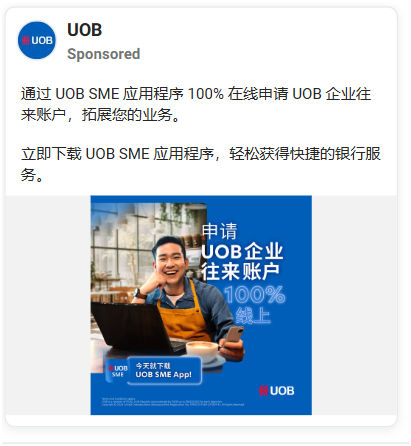 UOB
UOB
Sponsored
通过 UOB SME 应用程序 100% 在线申请 UOB 企业往
来账户，拓展您的业务。
立即下载 UOB SME 应用程序，轻松获得快捷的银行服
务。
申请
UOB企业
往来账户
100%
线上
UOB
SME
今天就下载
UOB SME App!
UOB